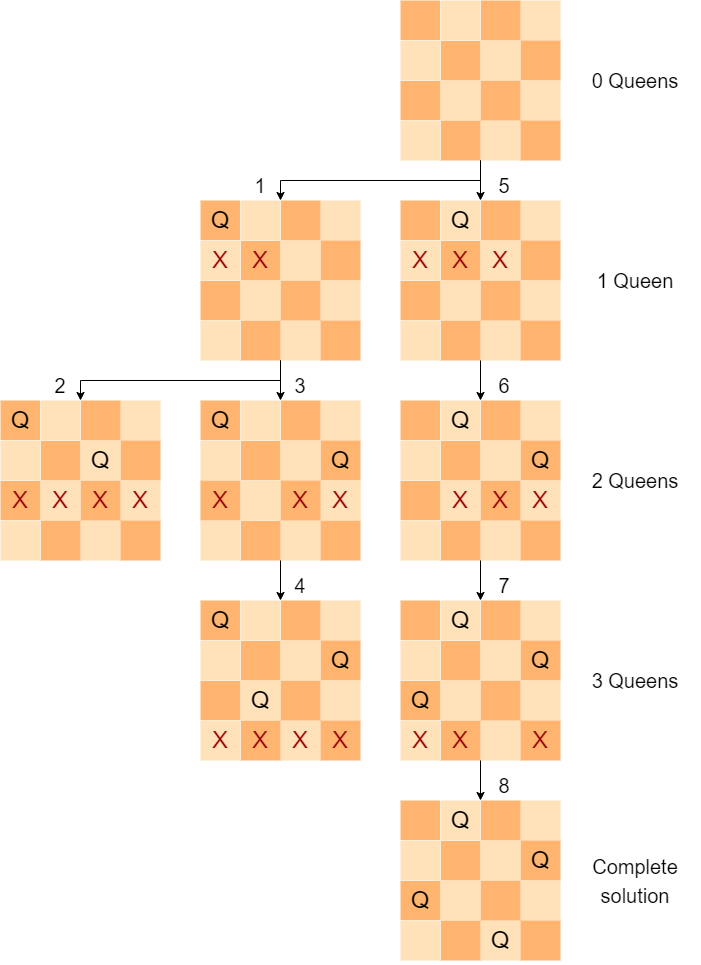 0 Queens
1
5
Q
Q
X X
X X X
1 Queen
2
3
6
Q
Q
Q
Q
Q
Q
X X X X
X X X
X X X
2 Queens
4
7
Q
Q
Q
Q
Q
Q
3 Queens
X X X X
X X X
8
Q
Q
Complete
solution
Q
Q